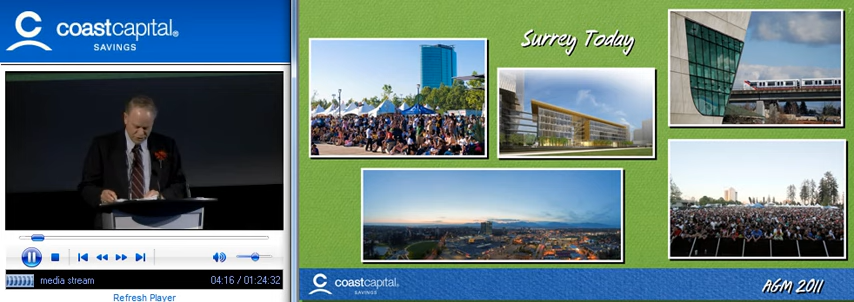 coastcapital®
SAVINGS
media stream
04:16 / 01:24:32
Refresh Player
Surrey Today
coastcapital®
SAVINGS
AGM 2011